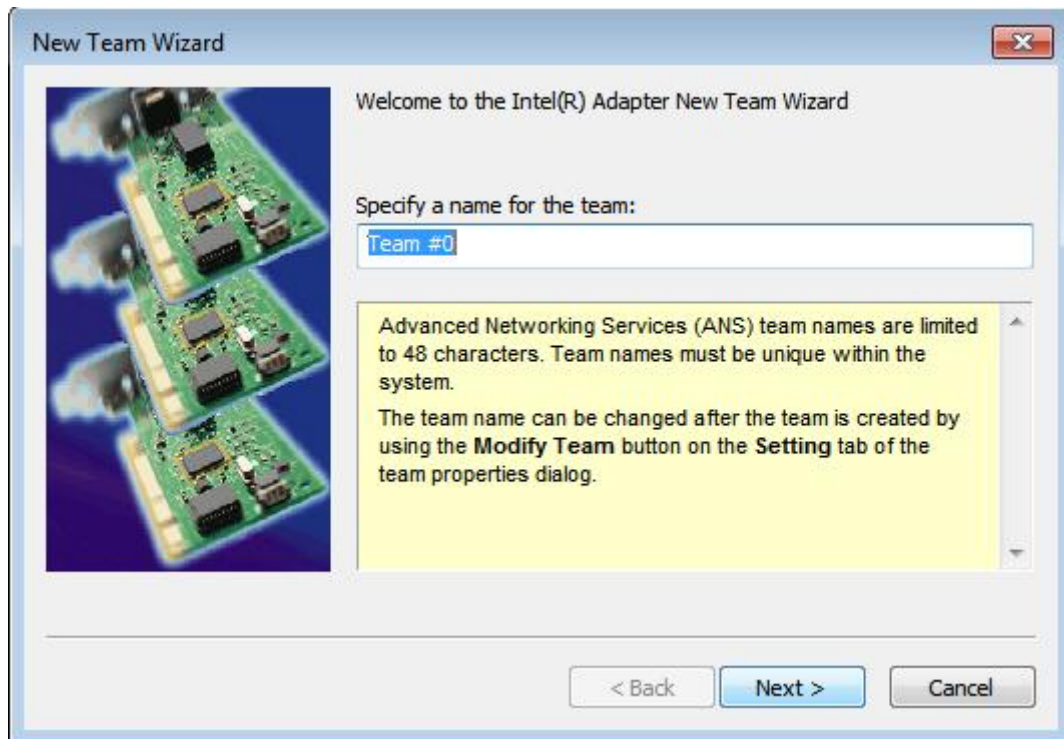 New Team Wizard
Welcome to the Intel(R) Adapter New Team Wizard
Specify a name for the team:
Team #0
Advanced Networking Services (ANS) team names are limited
to 48 characters. Team names must be unique within the
system.
The team name can be changed after the team is created by
using the Modify Team button on the Setting tab of the
team properties dialog.
< Back
Next >
Cancel